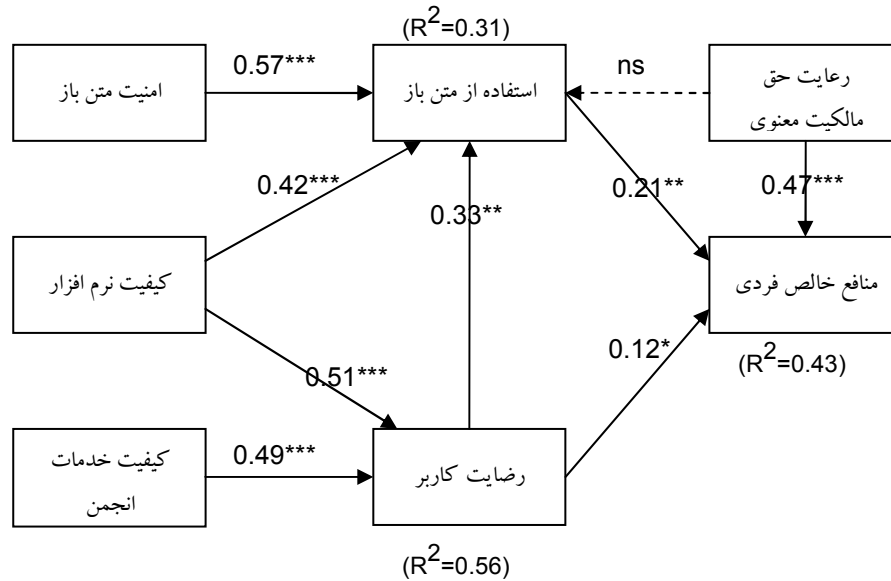 (R2=0.31)
0.57***
امنیت متن باز
استفاده از متن باز
ns
رعایت حق
مالکیت معنوی
0.42***
0.33**
0.21**
0.47***
کیفیت نرم افزار
منافع خالص فردی
0.51***
0.12*
(R2=0.43)
0.49***
کیفیت خدمات
انجمن
رضایت کاربر
(R2=0.56)